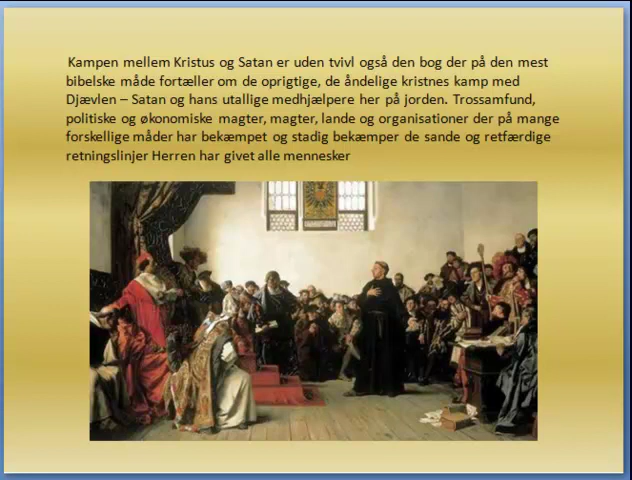 Kampen mellem Kristus og Satan er uden tvivl også den bog der på den mest
bibelske måde fortæller om de oprigtige, de åndelige kristnes kamp med
Djævlen – Satan og hans utallige medhjælpere her på jorden. Trossamfund,
politiske og økonomiske magter, magter, lande og organisationer der på mange
forskellige måder har bekæmpet og stadig bekæmper de sande og retfærdige
retningslinjer Herren har givet alle mennesker